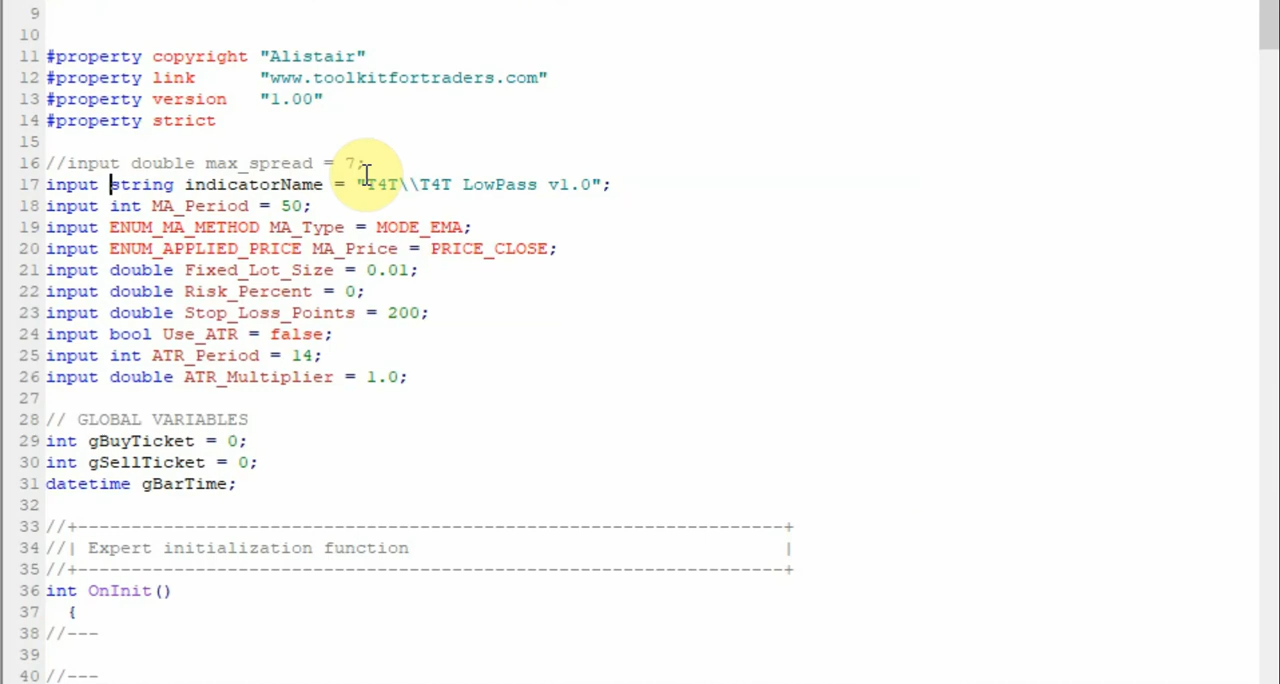 9
10
11 #property copyright "Alistair"
12 #property link      "www.toolkitfortraders.com"
13 #property version   "1.00"
14 #property strict
15
16 //input double max_spread = 7;
17 input string indicatorName = "T4T\\T4T LowPass v1.0";
18 input int MA_Period = 50;
19 input ENUM_MA_METHOD MA_Type = MODE_EMA;
20 input ENUM_APPLIED_PRICE MA_Price = PRICE_CLOSE;
21 input double Fixed_Lot_Size = 0.01;
22 input double Risk_Percent = 0;
23 input double Stop_Loss_Points = 200;
24 input bool Use_ATR = false;
25 input int ATR_Period = 14;
26 input double ATR_Multiplier = 1.0;
27
28 // GLOBAL VARIABLES
29 int gBuyTicket = 0;
30 int gSellTicket = 0;
31 datetime gBarTime;
32
33 //+------------------------------------------------------------------+
34 //| Expert initialization function                                   |
35 //+------------------------------------------------------------------+
36 int OnInit()
37   {
38 //---
39
40 //---